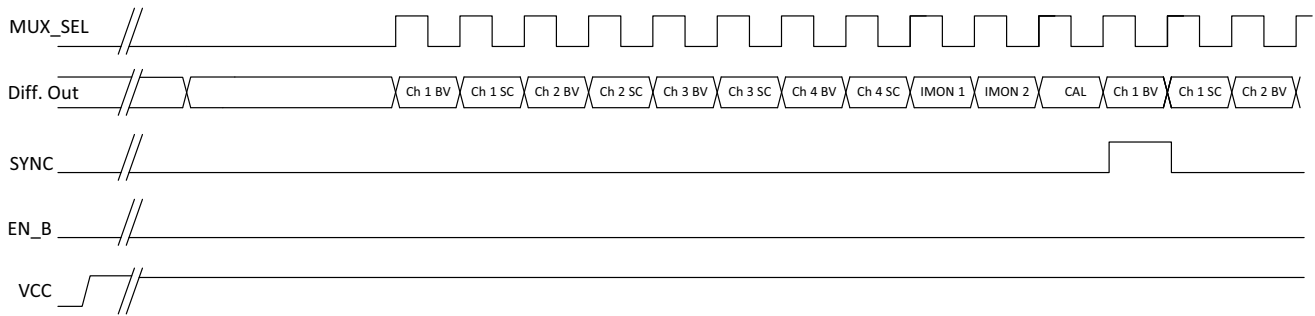 MUX_SEL
Diff. Out Ch 1 BV Ch 1 SC Ch 2 BV Ch 2 SC Ch 3 BV Ch 3 SC Ch 4 BV Ch 4 SC IMON 1 IMON 2 CAL Ch 1 BV Ch 1 SC Ch 2 BV
SYNC
EN_B
VCC